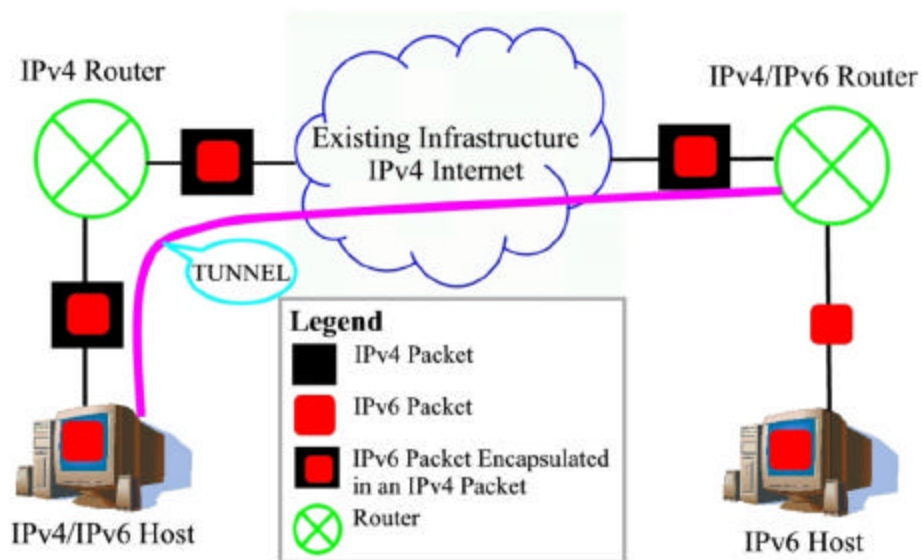 IPv4 Router
IPv4/IPv6 Router
Existing Infrastructure
IPv4 Internet
TUNNEL
Legend
IPv4 Packet
IPv6 Packet
IPv6 Packet Encapsulated
in an IPv4 Packet
Router
IPv4/IPv6 Host
IPv6 Host